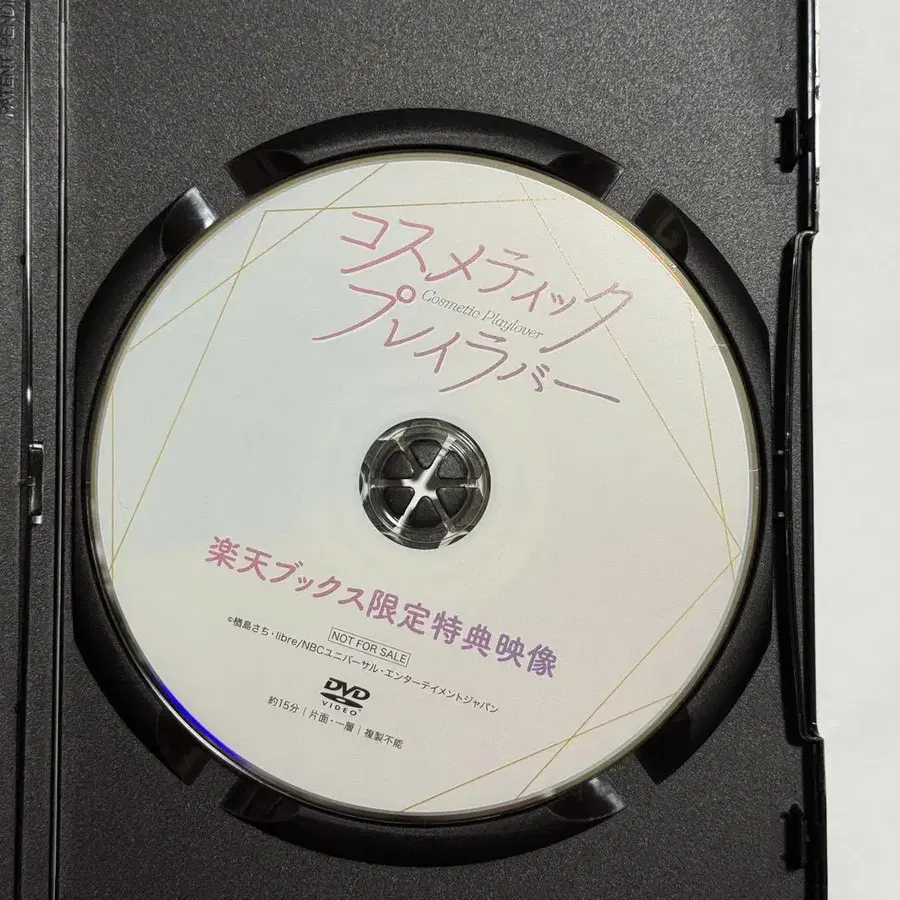 PATENT PENDIN
コスメティック
Cosmetic Playlover
プレイラバー
楽天ブックス限定特典映像
NOT FOR SALE
©楢島さち・libre/NBCユニバーサル・エンターテイメントジャパン
DVD
VIDEO
約15分|片面・一層|複製不能